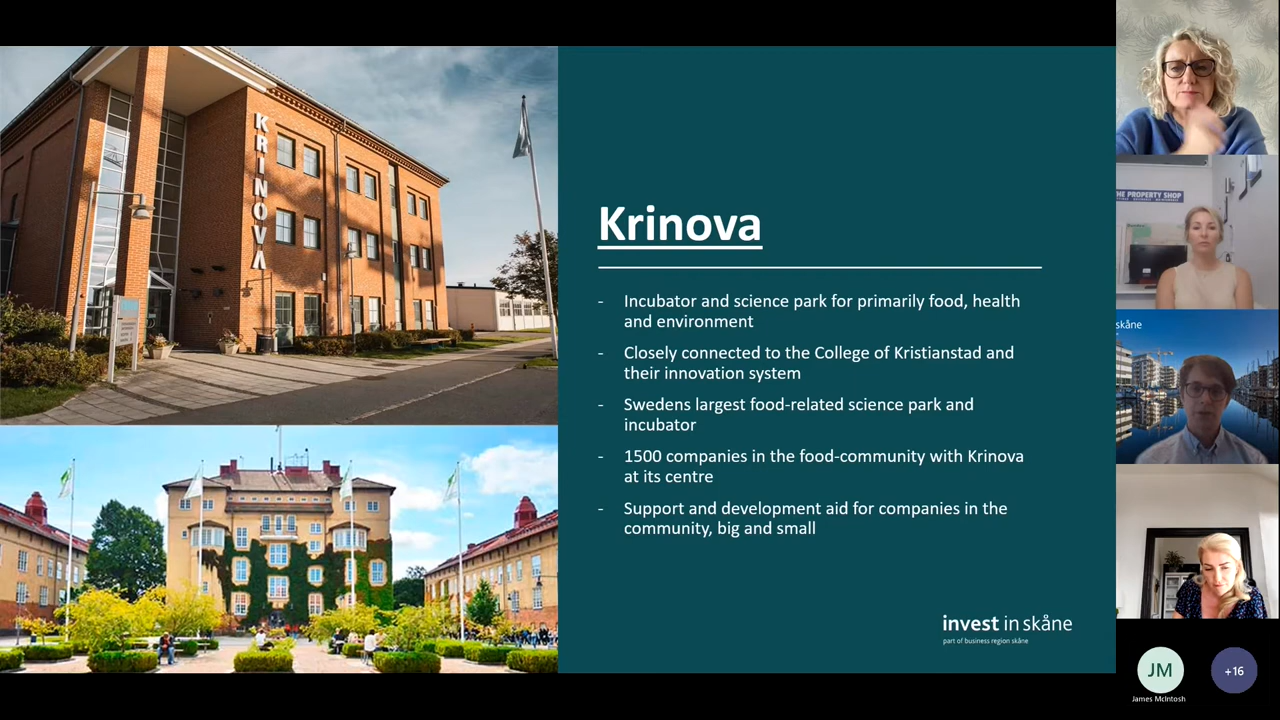 KRINOVA
Krinova
- Incubator and science park for primarily food, health
and environment
- Closely connected to the College of Kristianstad and
their innovation system
- Swedens largest food-related science park and
incubator
- 1500 companies in the food-community with Krinova
at its centre
- Support and development aid for companies in the
community, big and small
invest in skåne
part of business region skåne
THE PROPERTY SHOP
skåne
JM
James McIntosh
+16